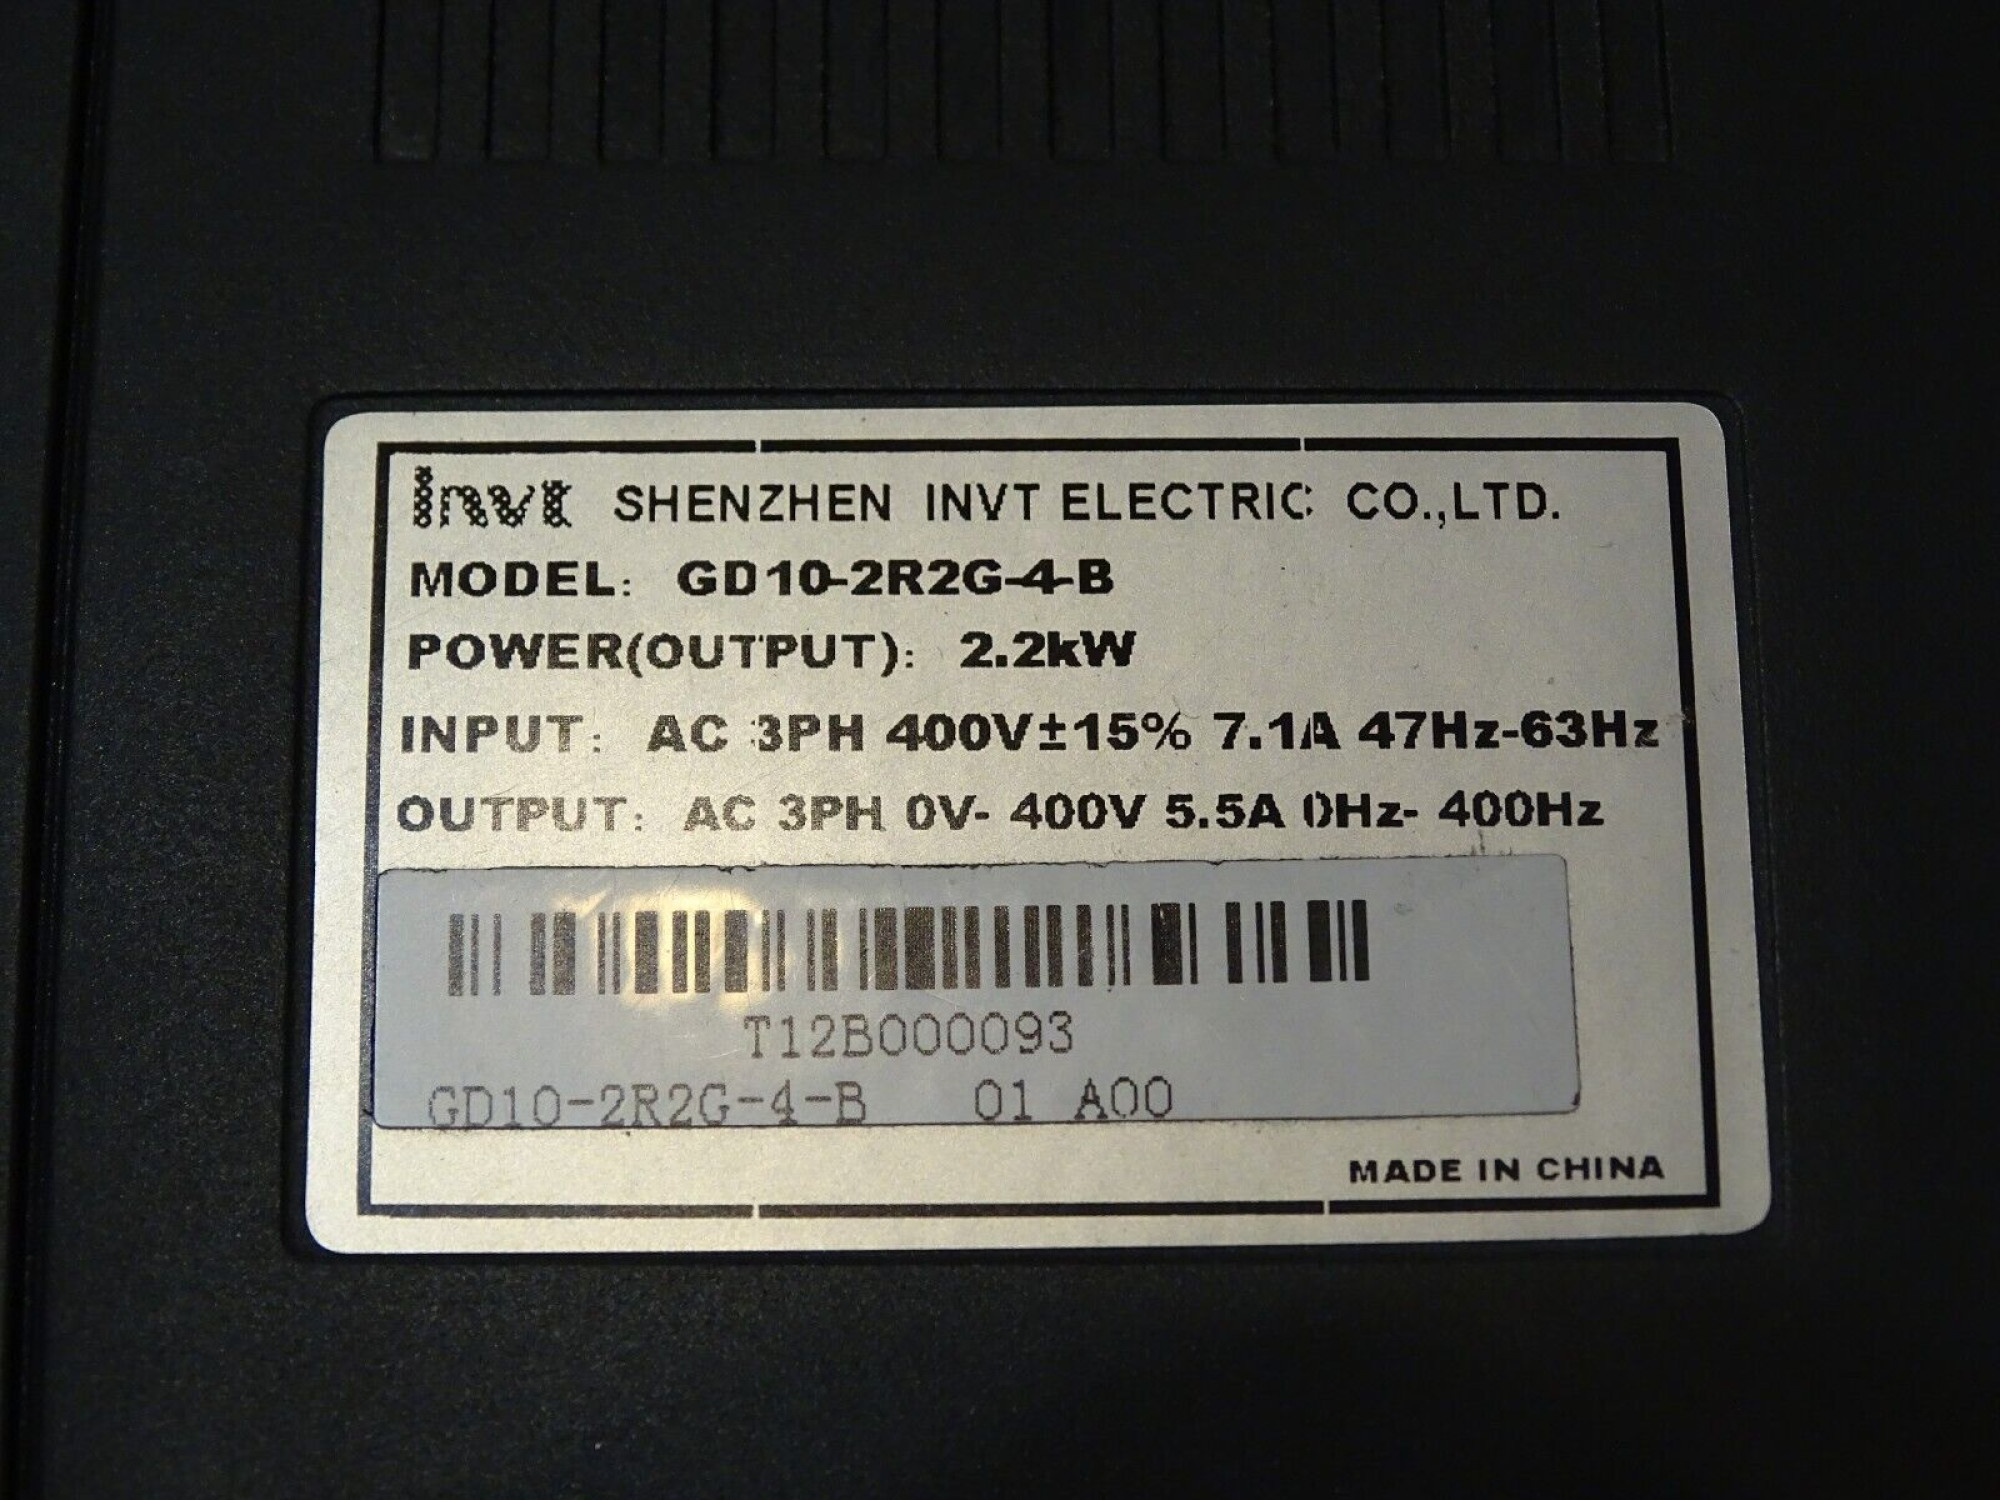 invt SHENZHEN INVT ELECTRIC CO.,LTD.
MODEL: GD10-2R2G-4-B
POWER(OUTPUT): 2.2kW
INPUT: AC 3PH 400V±15% 7.1A 47Hz-63Hz
OUTPUT: AC 3PH 0V- 400V 5.5A 0Hz- 400Hz
T12B000093
GD10-2R2G-4-B 01 A00
MADE IN CHINA